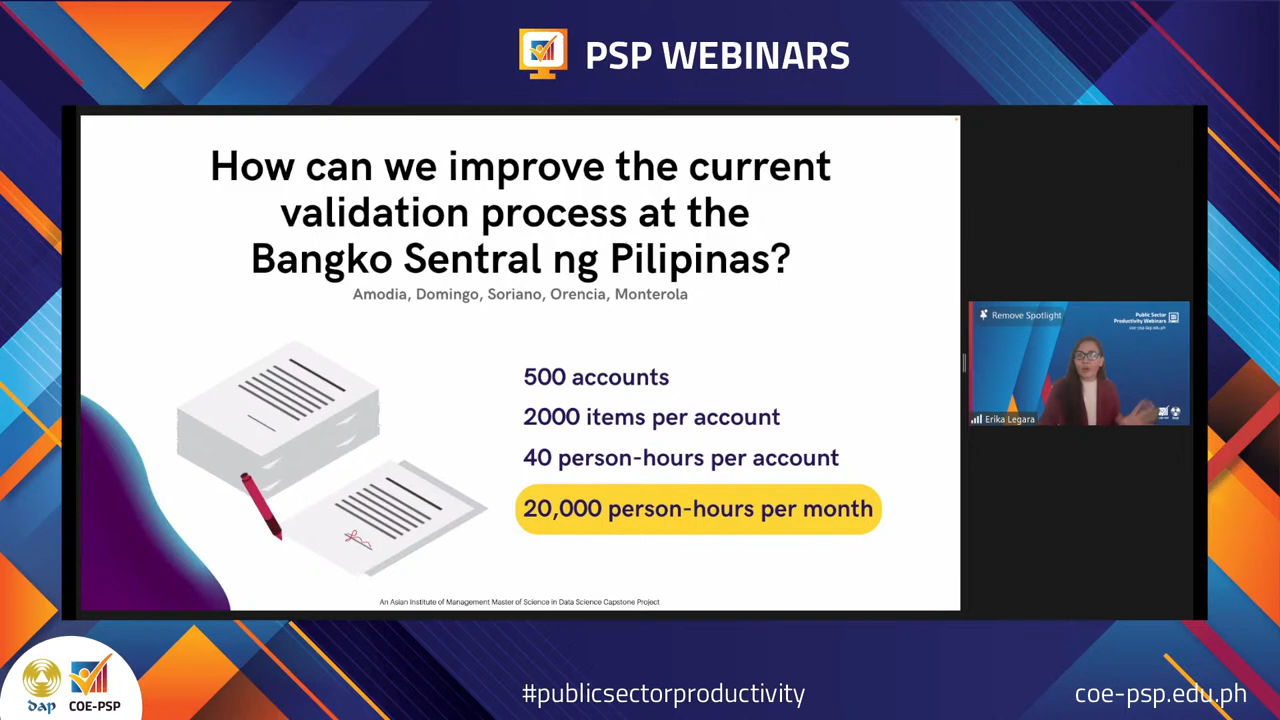 PSP WEBINARS
How can we improve the current
validation process at the
Bangko Sentral ng Pilipinas?
Amodia, Domingo, Soriano, Orencia, Monterola
500 accounts
2000 items per account
40 person-hours per account
20,000 person-hours per month
An Asian Institute of Management Master of Science in Data Science Capstone Project
Remove Spotlight
Public Sector
Productivity Webinars
Erika Legara
dap
COE-PSP
#publicsectorproductivity
coe-psp.edu.ph